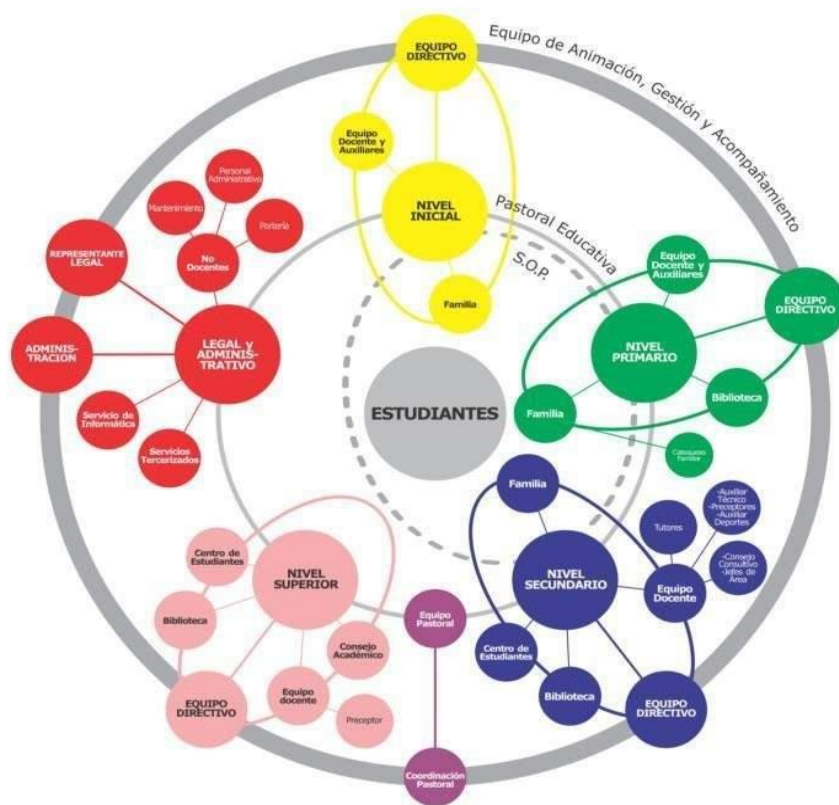 Equipo de Animación, Gestión y Acompañamiento
Pastoral Educativa
S.O.P.
EQUIPO
DIRECTIVO
Equipo
Docente y
Auxiliares
NIVEL
INICIAL
Familia
Equipo
Docente y
Auxiliares
EQUIPO
DIRECTIVO
NIVEL
PRIMARIO
Biblioteca
Familia
Catequesis
Familiar
Personal
Administrativo
Mantenimiento
Portería
No
Docentes
REPRESENTANTE
LEGAL
ADMINIS-
TRACION
LEGAL y
ADMINIS-
TRATIVO
Servicio de
Informática
Servicios
Tercerizados
ESTUDIANTES
Familia
-Auxiliar
Técnico
-Preceptores
-Auxiliar
Deportes
Tutores
-Consejo
Consultivo
-Jefes de
Área
NIVEL
SECUNDARIO
Equipo
Docente
Centro de
Estudiantes
Biblioteca
EQUIPO
DIRECTIVO
Centro de
Estudiantes
NIVEL
SUPERIOR
Biblioteca
Consejo
Académico
Equipo
docente
EQUIPO
DIRECTIVO
Preceptor
Equipo
Pastoral
Coordinación
Pastoral